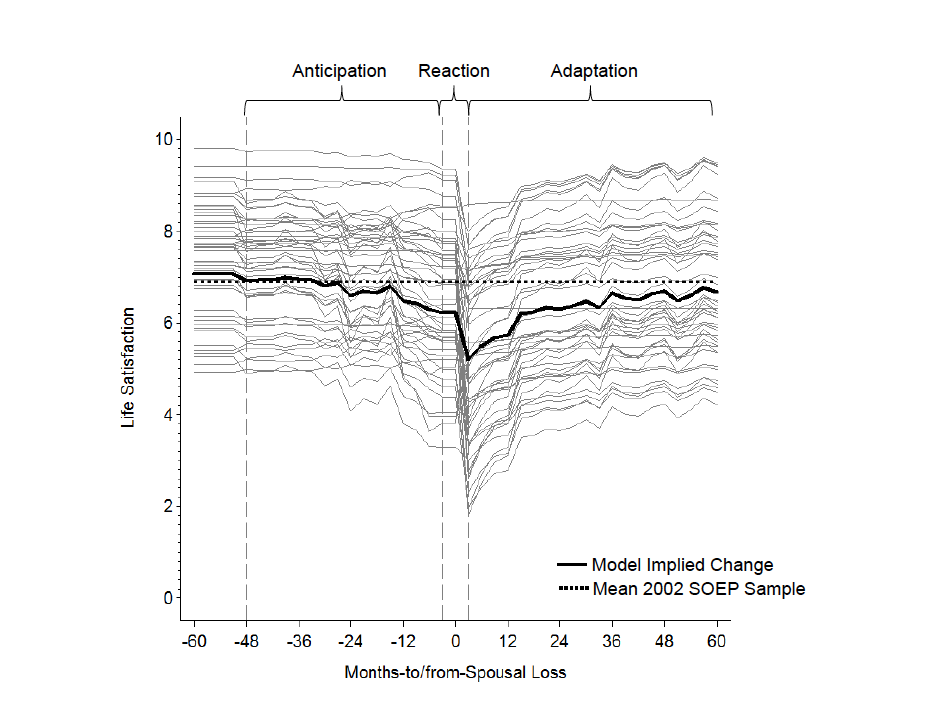 Anticipation Reaction Adaptation
10
8
6
4
2
0
Life Satisfaction
Model Implied Change
Mean 2002 SOEP Sample
-60 -48 -36 -24 -12 0 12 24 36 48 60
Months-to/from-Spousal Loss